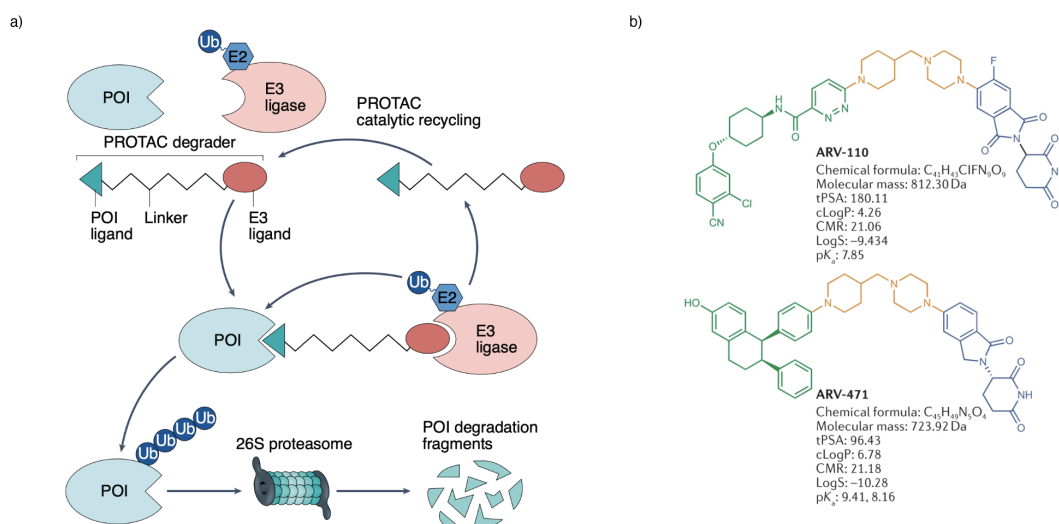 a)
b)
Ub
E2
POI
E3
ligase
PROTAC
catalytic recycling
PROTAC degrader
POI
ligand
Linker
E3
ligand
Ub
E2
POI
E3
ligase
Ub
Ub
Ub
Ub
POI
26S proteasome
POI degradation
fragments
F
N
N
N
N
H
N
O
N
N
O
O
N
O
O
N
O
Cl
CN
ARV-110
Chemical formula: C₄₁H₄₃ClFN₉O₉
Molecular mass: 812.30 Da
tPSA: 180.11
cLogP: 4.26
CMR: 21.06
LogS: –9.434
pKₐ: 7.85
HO
N
N
N
O
N
O
NH
O
ARV-471
Chemical formula: C₄₅H₄₉N₅O₄
Molecular mass: 723.92 Da
tPSA: 96.43
cLogP: 6.78
CMR: 21.18
LogS: –10.28
pKₐ: 9.41, 8.16